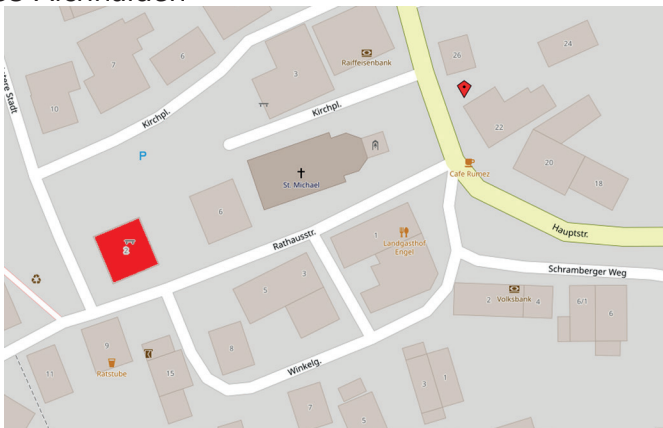 24
26
Raiffeisenbank
3
6
7
10
ere Stadt
Kirchpl.
Kirchpl.
22
20
18
P
St. Michael
Cafe Rumez
6
2
Rathausstr.
1
Landgasthof
Engel
Hauptstr.
Schramberger Weg
3
5
2
Volksbank
4
6/1
6
9
8
Ratstube
11
15
Winkelg.
3
1
7
5